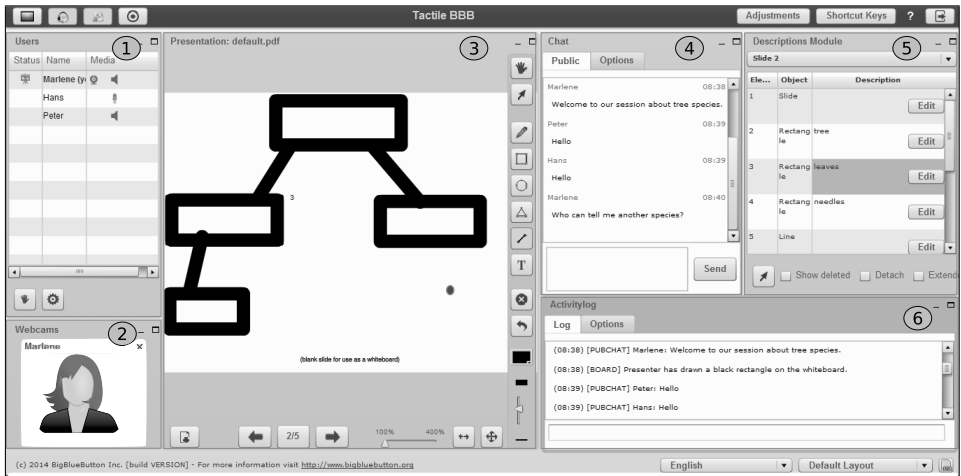 Tactile BBB
Adjustments
Shortcut Keys
?
Users
1
Status Name Media
Marlene (y
Hans
Peter
Webcams
2
Marlene
Presentation: default.pdf
3
3
(blank slide for use as a whiteboard)
T
2/5
100% 400%
Chat
4
Public Options
Marlene 08:38
Welcome to our session about tree species.
Peter 08:39
Hello
Hans 08:39
Hello
Marlene 08:40
Who can tell me another species?
Send
Descriptions Module
5
Slide 2
Ele... Object Description
1 Slide Edit
2 Rectang tree
le Edit
3 Rectang leaves
le Edit
4 Rectang needles
le Edit
5 Line Edit
Show deleted Detach Extende
Activitylog
6
Log Options
(08:38) [PUBCHAT] Marlene: Welcome to our session about tree species.
(08:38) [BOARD] Presenter has drawn a black rectangle on the whiteboard.
(08:39) [PUBCHAT] Peter: Hello
(08:39) [PUBCHAT] Hans: Hello
(c) 2014 BigBlueButton Inc. [build VERSION] - For more information visit http://www.bigbluebutton.org
English
Default Layout